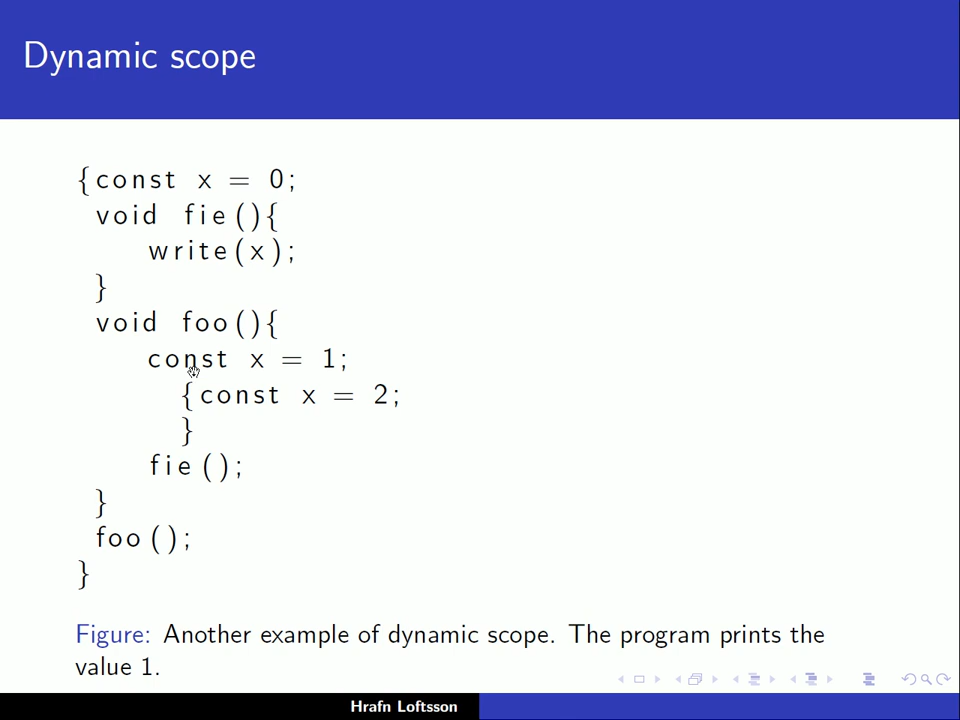 Dynamic scope
{const x = 0;
void fie(){
write(x);
}
void foo(){
const x = 1;
{const x = 2;
}
fie();
}
foo();
}
Figure: Another example of dynamic scope. The program prints the
value 1.
Hrafn Loftsson